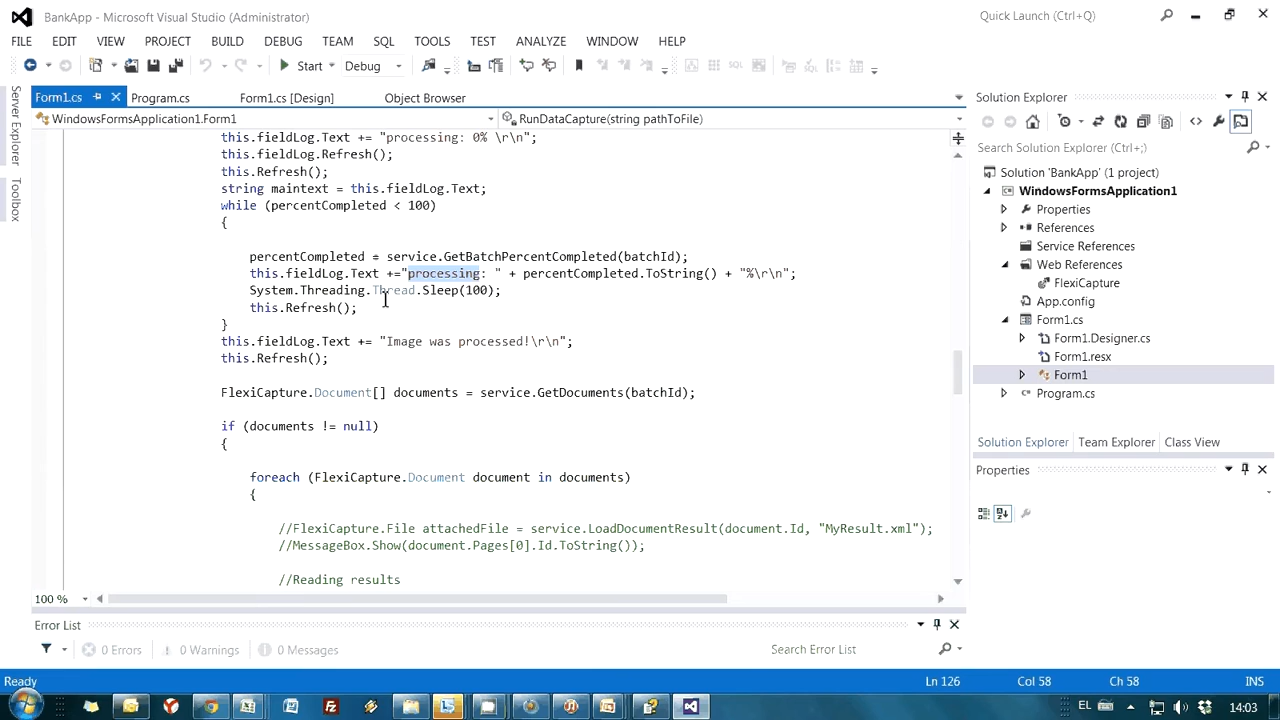 BankApp - Microsoft Visual Studio (Administrator)
Quick Launch (Ctrl+Q)
FILE EDIT VIEW PROJECT BUILD DEBUG TEAM SQL TOOLS TEST ANALYZE WINDOW HELP
Start Debug
Server Explorer
Toolbox
Form1.cs Program.cs Form1.cs [Design] Object Browser
WindowsFormsApplication1.Form1 RunDataCapture(string pathToFile)
this.fieldLog.Text += "processing: 0% \r\n";
this.fieldLog.Refresh();
this.Refresh();
string maintext = this.fieldLog.Text;
while (percentCompleted < 100)
{
percentCompleted = service.GetBatchPercentCompleted(batchId);
this.fieldLog.Text +="processing: " + percentCompleted.ToString() + "%\r\n";
System.Threading.Thread.Sleep(100);
this.Refresh();
}
this.fieldLog.Text += "Image was processed!\r\n";
this.Refresh();
FlexiCapture.Document[] documents = service.GetDocuments(batchId);
if (documents != null)
{
foreach (FlexiCapture.Document document in documents)
{
//FlexiCapture.File attachedFile = service.LoadDocumentResult(document.Id, "MyResult.xml");
//MessageBox.Show(document.Pages[0].Id.ToString());
//Reading results
100 %
Error List
0 Errors 0 Warnings 0 Messages
Search Error List
Solution Explorer
Search Solution Explorer (Ctrl+;)
Solution 'BankApp' (1 project)
WindowsFormsApplication1
Properties
References
Service References
Web References
FlexiCapture
App.config
Form1.cs
Form1.Designer.cs
Form1.resx
Form1
Program.cs
Solution Explorer Team Explorer Class View
Properties
Ready
Ln 126 Col 58 Ch 58 INS
EL 14:03